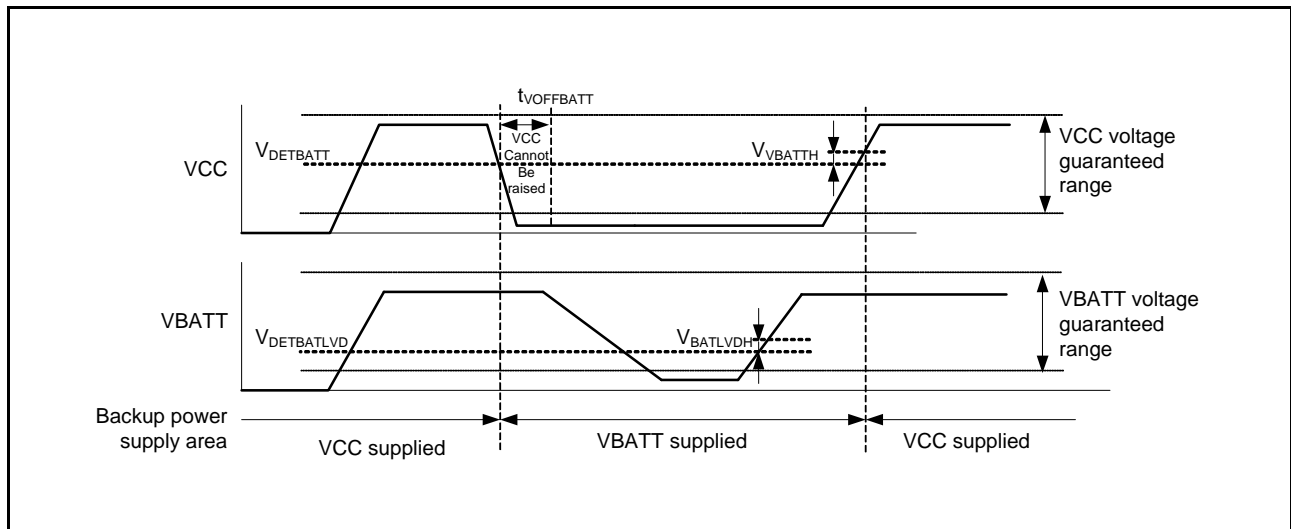 tVOFFBATT
VCC
Cannot
Be
raised
VDETBATT
VVBATTH
VCC
VCC voltage
guaranteed
range
VBATT
VDETBATLVD
VBATLVDH
VBATT voltage
guaranteed
range
Backup power
supply area
VCC supplied
VBATT supplied
VCC supplied